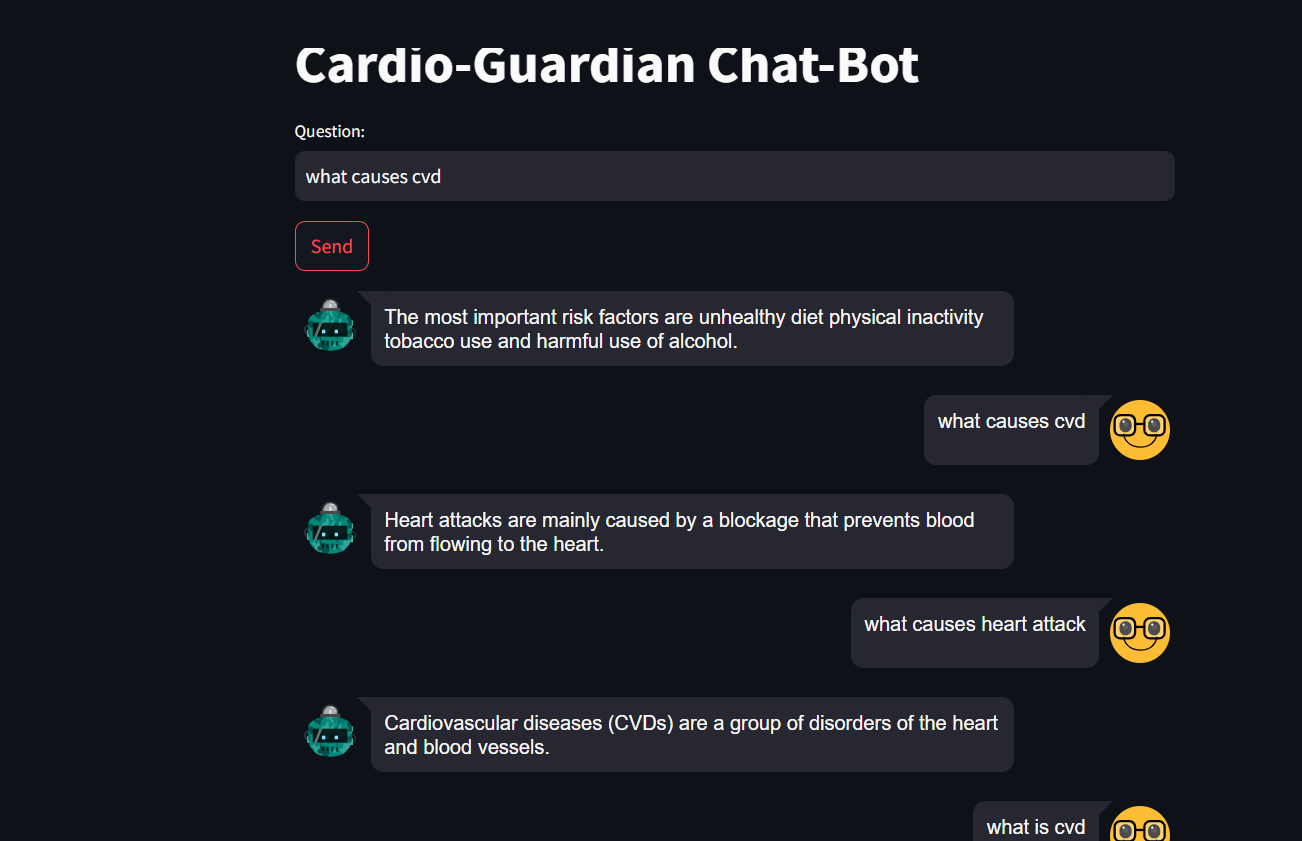 Cardio-Guardian Chat-Bot
Question:
what causes cvd
Send
The most important risk factors are unhealthy diet physical inactivity
tobacco use and harmful use of alcohol.
what causes cvd
Heart attacks are mainly caused by a blockage that prevents blood
from flowing to the heart.
what causes heart attack
Cardiovascular diseases (CVDs) are a group of disorders of the heart
and blood vessels.
what is cvd